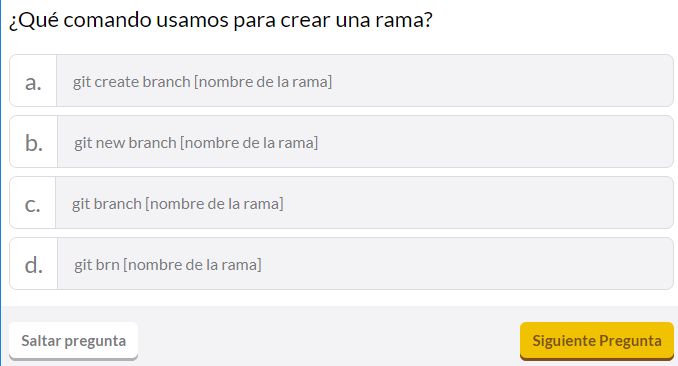 ¿Qué comando usamos para crear una rama?
a. git create branch [nombre de la rama]
b. git new branch [nombre de la rama]
c. git branch [nombre de la rama]
d. git brn [nombre de la rama]
Saltar pregunta Siguiente Pregunta